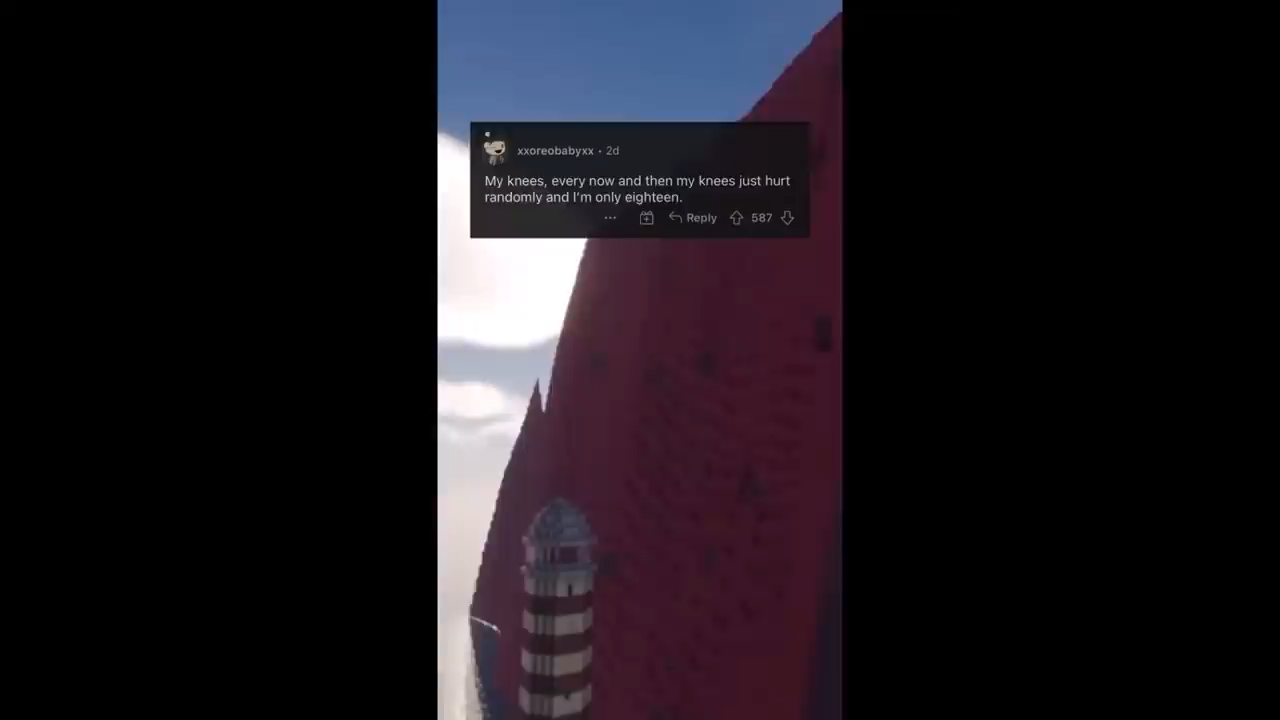 xxoreobabyxx • 2d
My knees, every now and then my knees just hurt
randomly and I'm only eighteen.
... Reply 587